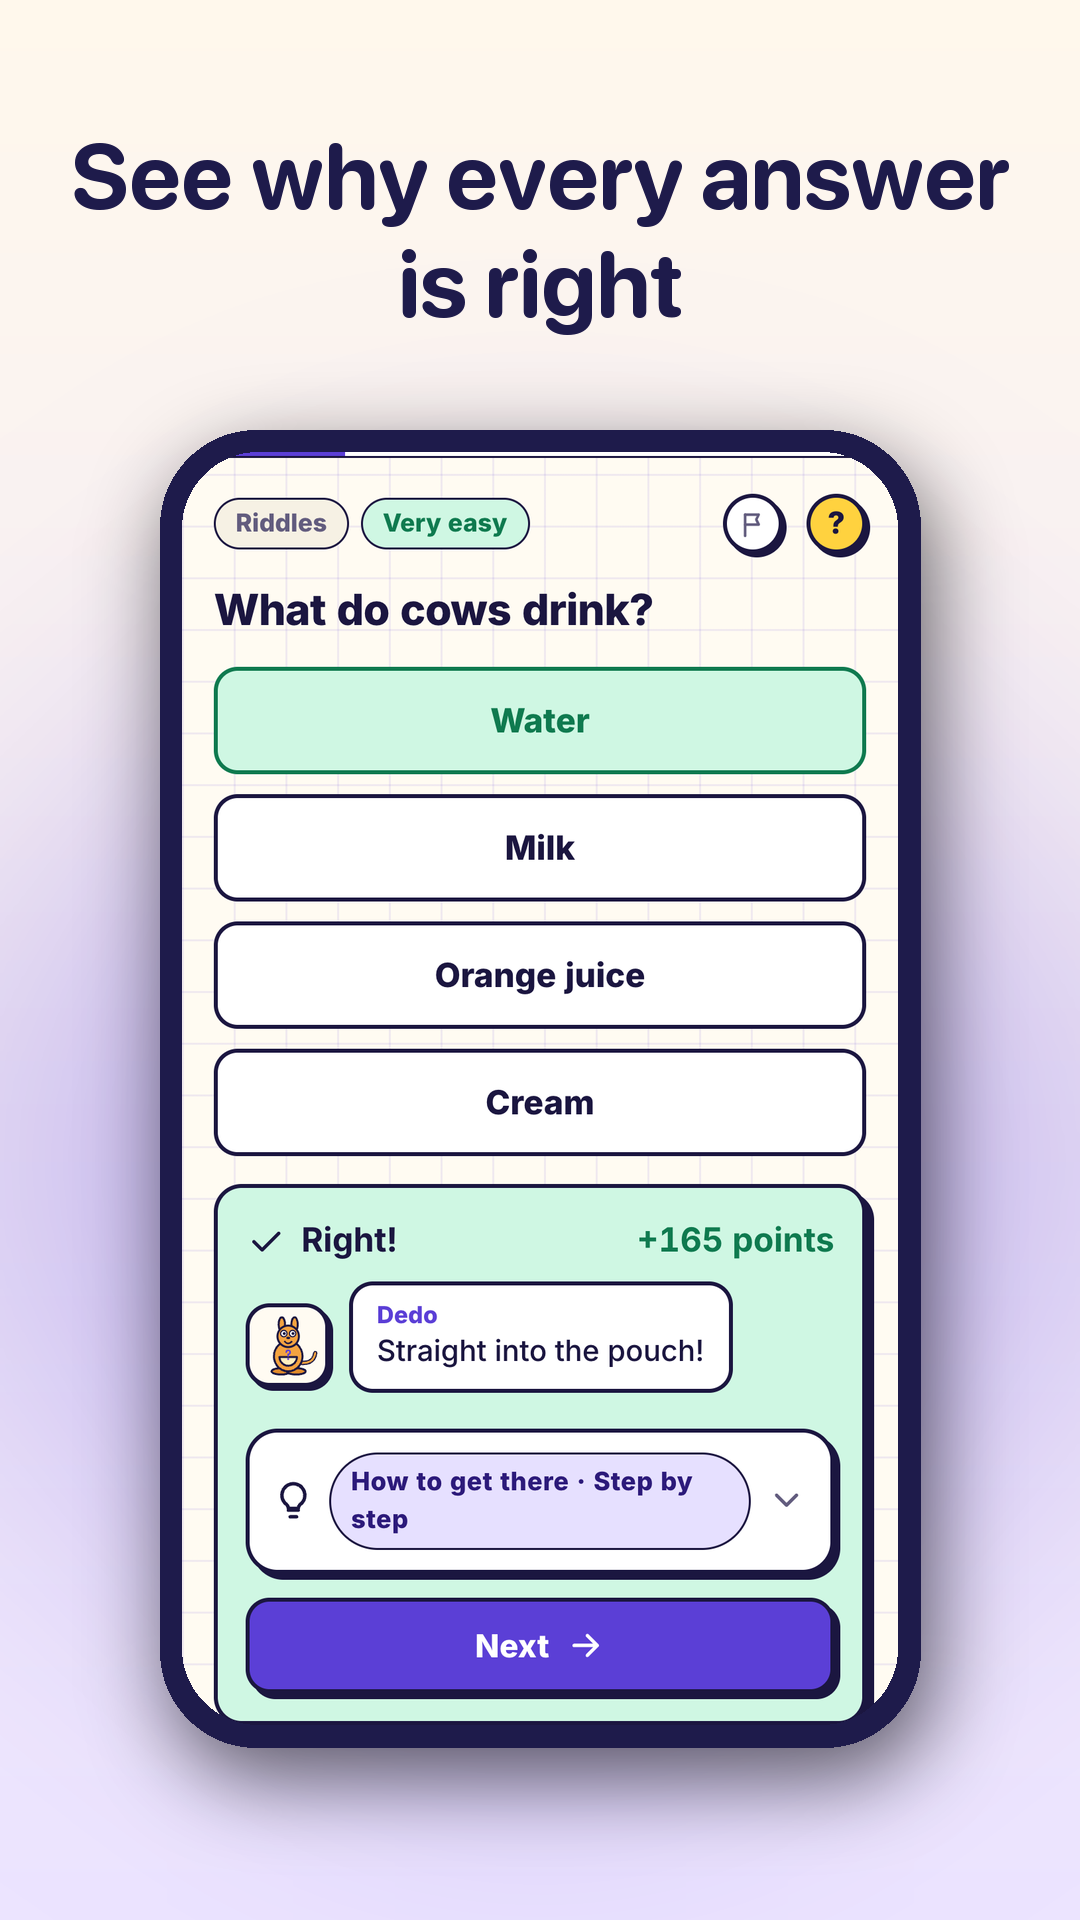 See why every answer
is right
Riddles
Very easy
?
What do cows drink?
Water
Milk
Orange juice
Cream
Right!
+165 points
Dedo
Straight into the pouch!
How to get there · Step by
step
Next →